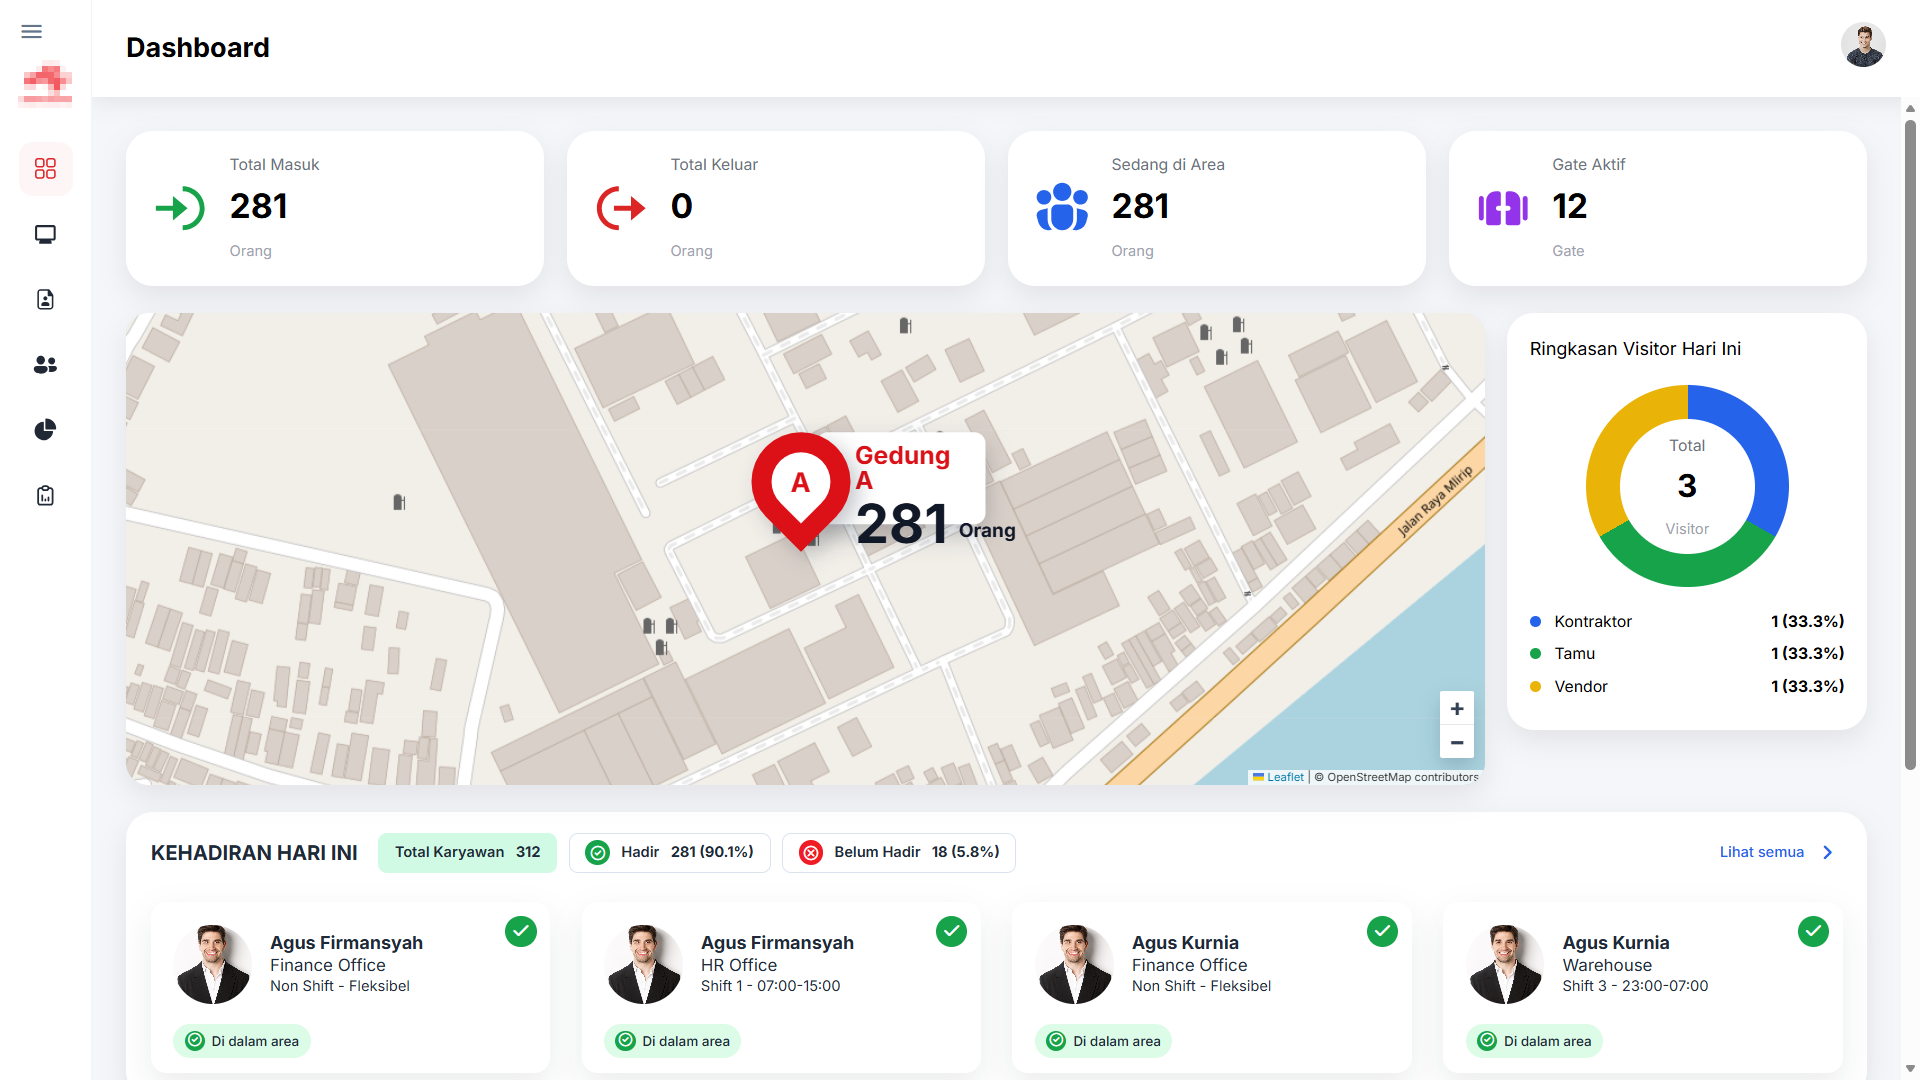 Dashboard
Total Masuk
281
Orang
Total Keluar
0
Orang
Sedang di Area
281
Orang
Gate Aktif
12
Gate
A
Gedung
A
281 Orang
Jalan Raya Mlirip
+
−
Leaflet | © OpenStreetMap contributors
Ringkasan Visitor Hari Ini
Total
3
Visitor
Kontraktor 1 (33.3%)
Tamu 1 (33.3%)
Vendor 1 (33.3%)
KEHADIRAN HARI INI
Total Karyawan 312
Hadir 281 (90.1%)
Belum Hadir 18 (5.8%)
Lihat semua
Agus Firmansyah
Finance Office
Non Shift - Fleksibel
Di dalam area
Agus Firmansyah
HR Office
Shift 1 - 07:00-15:00
Di dalam area
Agus Kurnia
Finance Office
Non Shift - Fleksibel
Di dalam area
Agus Kurnia
Warehouse
Shift 3 - 23:00-07:00
Di dalam area